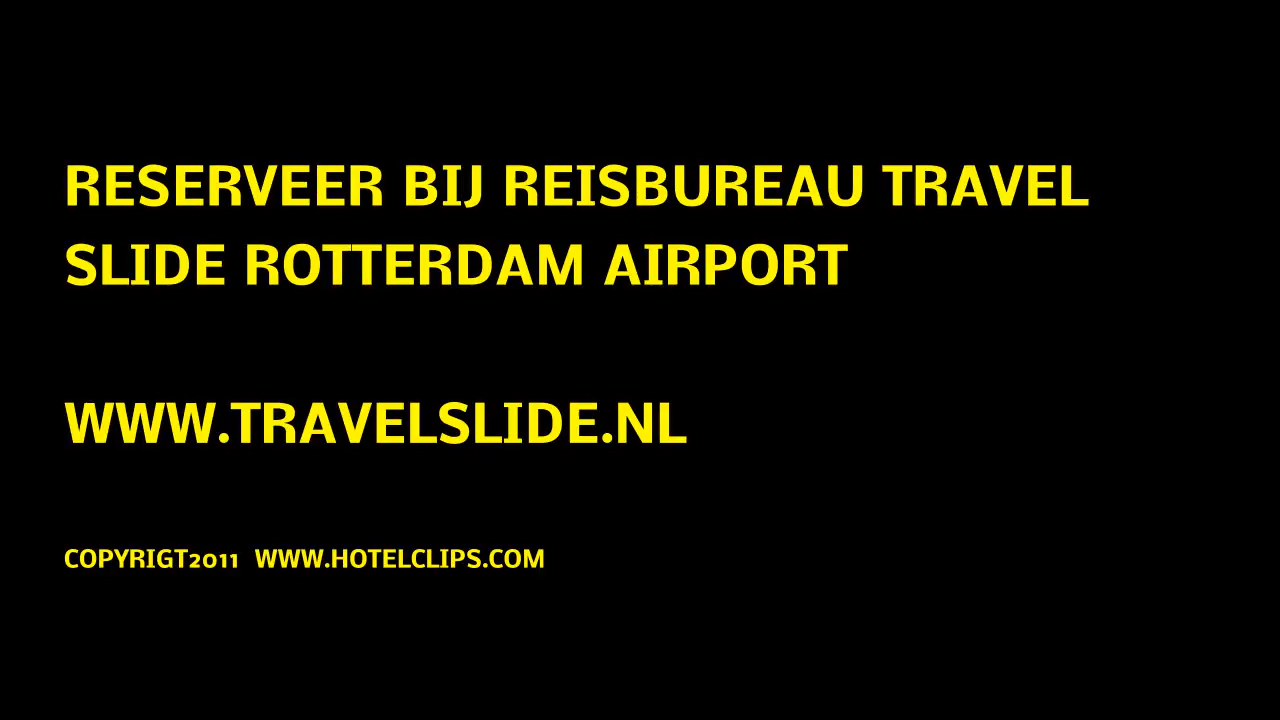 RESERVEER BIJ REISBUREAU TRAVEL
SLIDE ROTTERDAM AIRPORT
WWW.TRAVELSLIDE.NL
COPYRIGT2011 WWW.HOTELCLIPS.COM